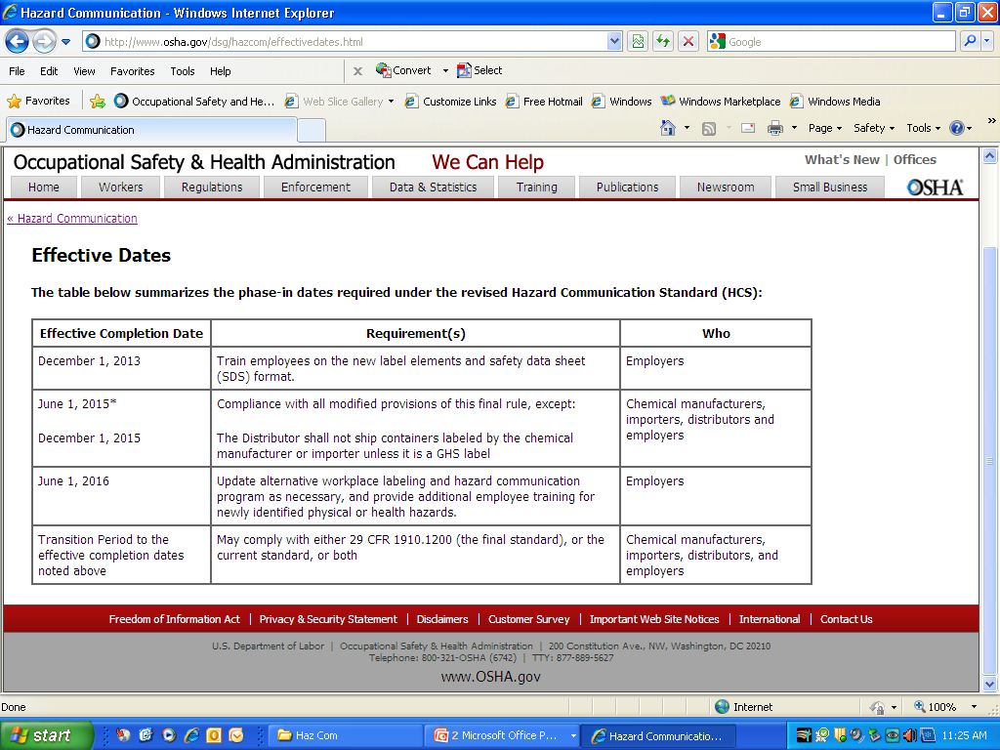 Hazard Communication - Windows Internet Explorer
http://www.osha.gov/dsg/hazcom/effectivedates.html
Google
File Edit View Favorites Tools Help
x Convert Select
Favorites Occupational Safety and He... Web Slice Gallery Customize Links Free Hotmail Windows Windows Marketplace Windows Media
Hazard Communication
Page Safety Tools
Occupational Safety & Health Administration We Can Help
What's New | Offices
Home Workers Regulations Enforcement Data & Statistics Training Publications Newsroom Small Business OSHA
« Hazard Communication
Effective Dates
The table below summarizes the phase-in dates required under the revised Hazard Communication Standard (HCS):
Effective Completion Date Requirement(s) Who
December 1, 2013
Train employees on the new label elements and safety data sheet
(SDS) format.
Employers
June 1, 2015*
December 1, 2015
Compliance with all modified provisions of this final rule, except:
The Distributor shall not ship containers labeled by the chemical
manufacturer or importer unless it is a GHS label
Chemical manufacturers,
importers, distributors and
employers
June 1, 2016
Update alternative workplace labeling and hazard communication
program as necessary, and provide additional employee training for
newly identified physical or health hazards.
Employers
Transition Period to the
effective completion dates
noted above
May comply with either 29 CFR 1910.1200 (the final standard), or the
current standard, or both
Chemical manufacturers,
importers, distributors, and
employers
Freedom of Information Act | Privacy & Security Statement | Disclaimers | Customer Survey | Important Web Site Notices | International | Contact Us
U.S. Department of Labor | Occupational Safety & Health Administration | 200 Constitution Ave., NW, Washington, DC 20210
Telephone: 800-321-OSHA (6742) | TTY: 877-889-5627
www.OSHA.gov
Done Internet 100%
start Haz Com 2 Microsoft Office P... Hazard Communicatio... 11:25 AM